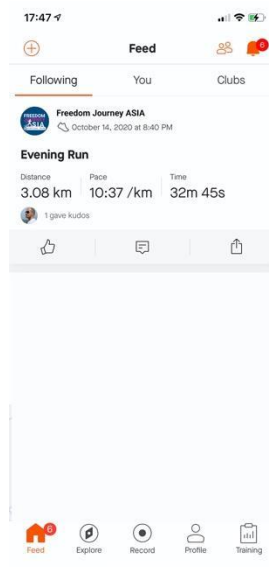 17:47
Feed
6
Following You Clubs
FREEDOM
ASIA
Freedom Journey ASIA
October 14, 2020 at 8:40 PM
Evening Run
Distance Pace Time
3.08 km 10:37 /km 32m 45s
1 gave kudos
6
Feed Explore Record Profile Training